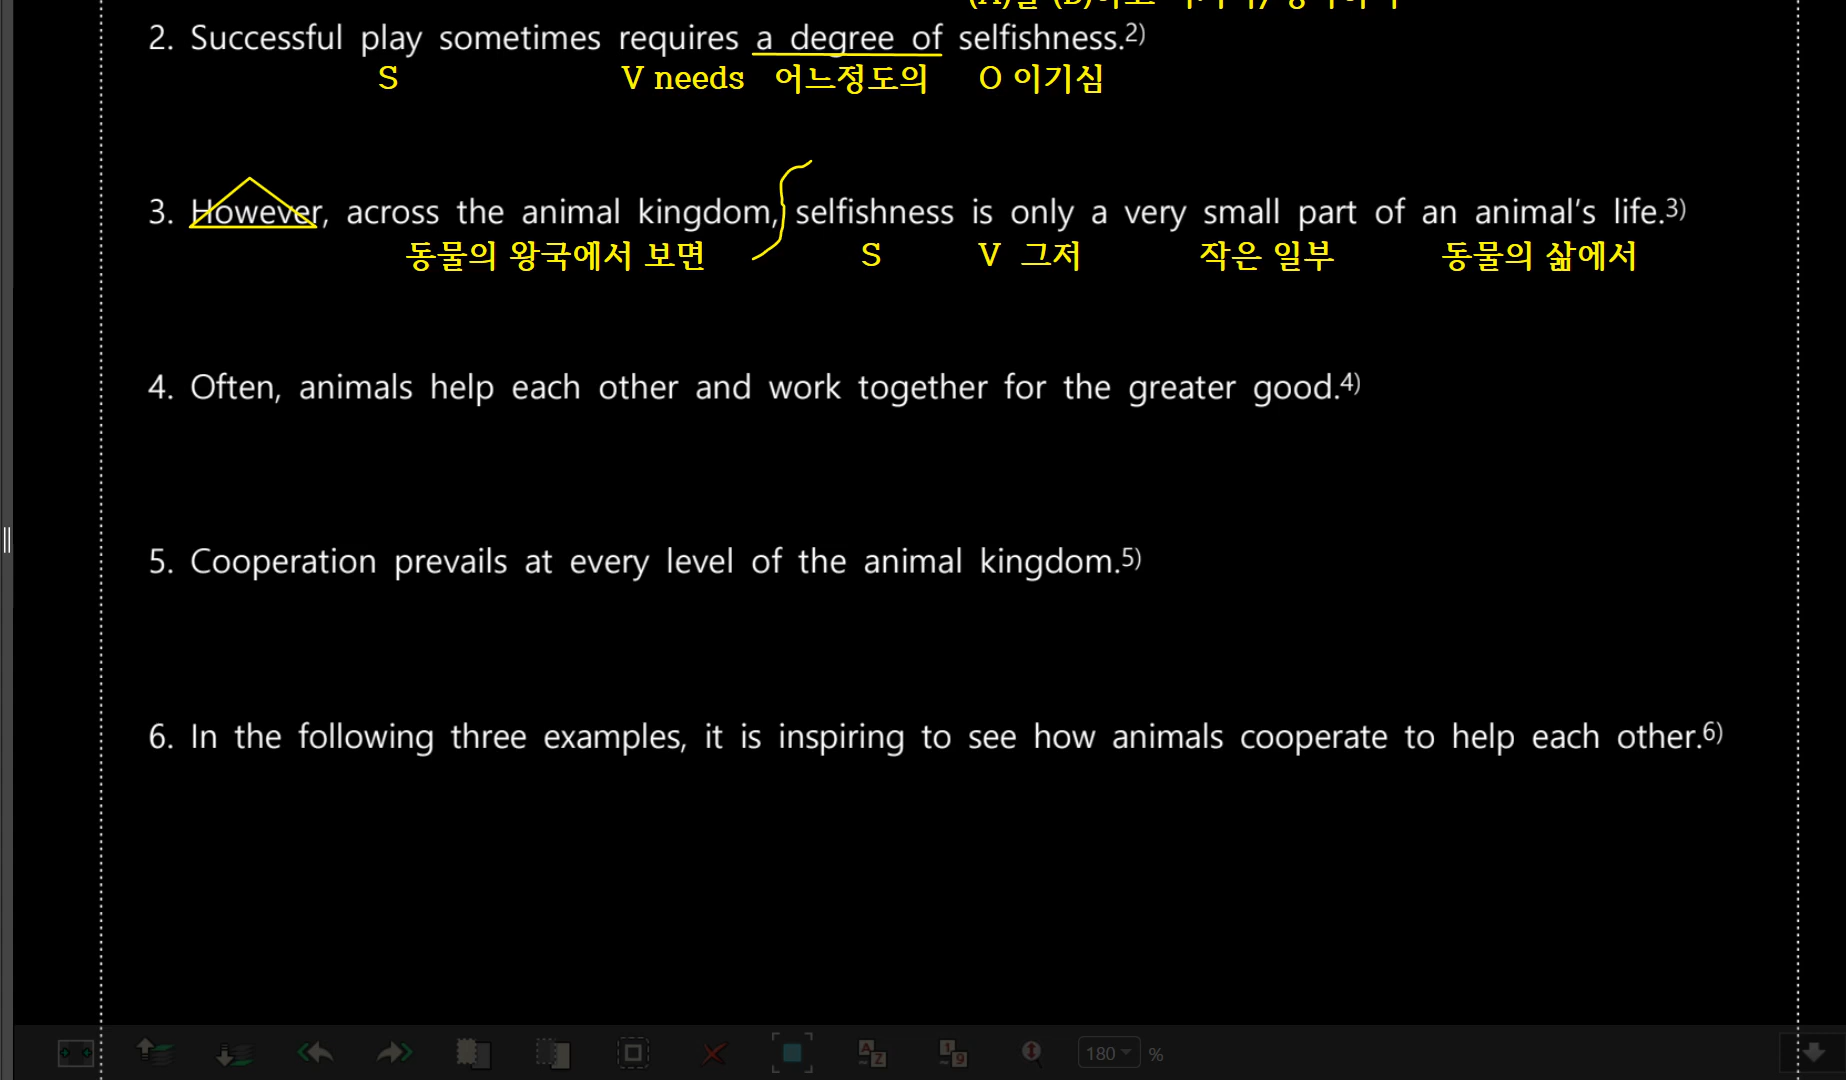 2. Successful play sometimes requires a degree of selfishness.2)
S V needs 어느정도의 O 이기심
3. However, across the animal kingdom, selfishness is only a very small part of an animal's life.3)
동물의 왕국에서 보면 S V 그저 작은 일부 동물의 삶에서
4. Often, animals help each other and work together for the greater good.4)
5. Cooperation prevails at every level of the animal kingdom.5)
6. In the following three examples, it is inspiring to see how animals cooperate to help each other.6)
180 %